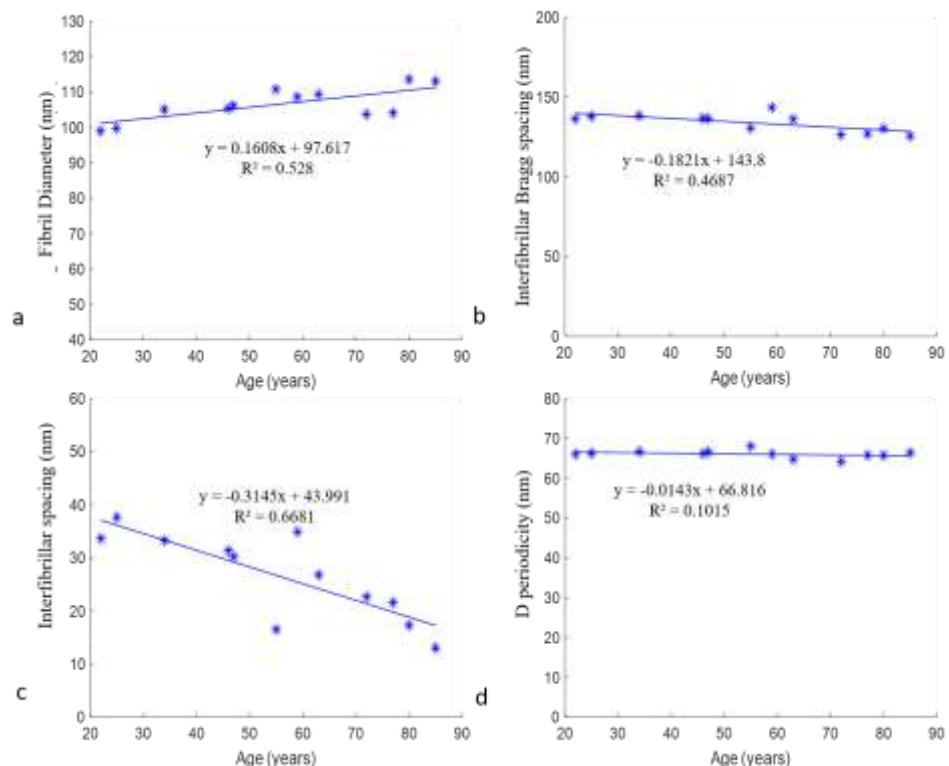 130
120
110
100
90
80
70
60
50
40
Fibril Diameter (nm)
y = 0.1608x + 97.617
R² = 0.528
20 30 40 50 60 70 80 90
Age (years)
a
200
150
100
50
0
Interfibrillar Bragg spacing (nm)
y = -0.1821x + 143.8
R² = 0.4687
20 30 40 50 60 70 80 90
Age (years)
b
60
50
40
30
20
10
0
Interfibrillar spacing (nm)
y = -0.3145x + 43.991
R² = 0.6681
20 30 40 50 60 70 80 90
Age (years)
c
80
70
60
50
40
30
20
10
0
D periodicity (nm)
y = -0.0143x + 66.816
R² = 0.1015
20 30 40 50 60 70 80 90
Age (years)
d